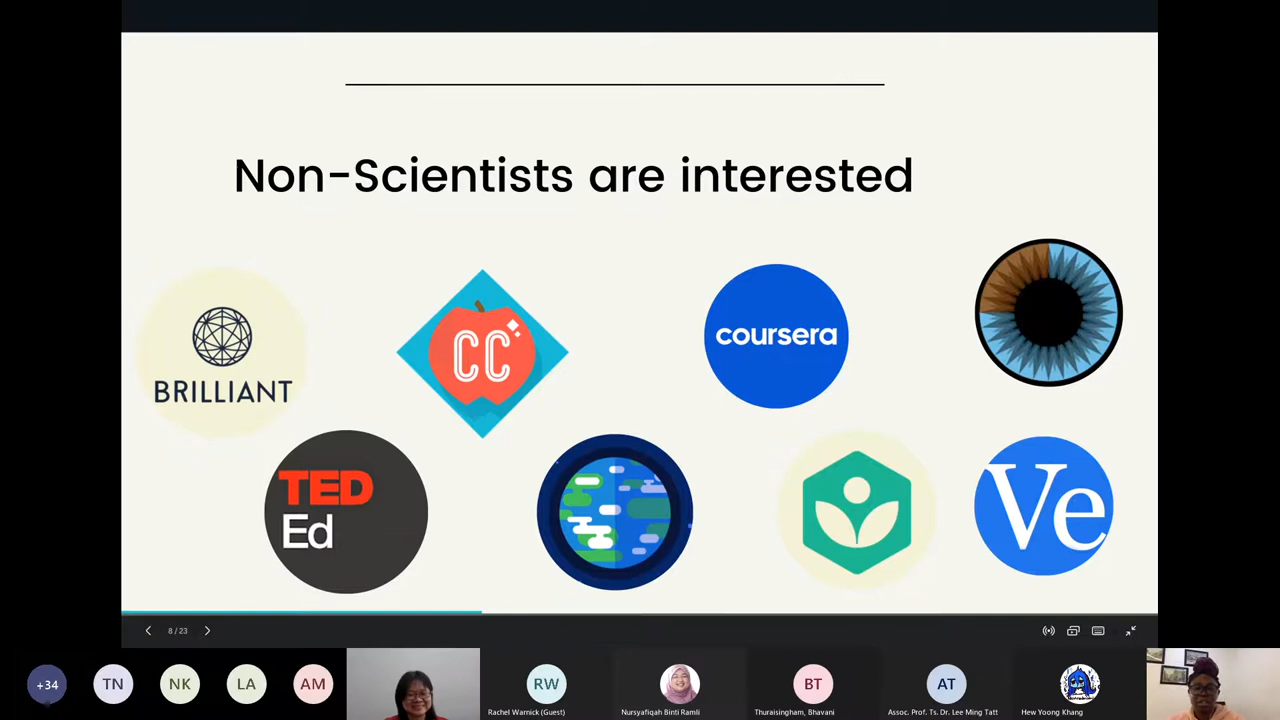 Non-Scientists are interested
BRILLIANT
CC
coursera
TED
Ed
Ve
8 / 23
+34
TN
NK
LA
AM
RW
Rachel Warnick (Guest)
Nursyafiqah Binti Ramli
BT
Thuraisingham, Bhavani
AT
Assoc. Prof. Ts. Dr. Lee Ming Tatt
Hew Yoong Khang